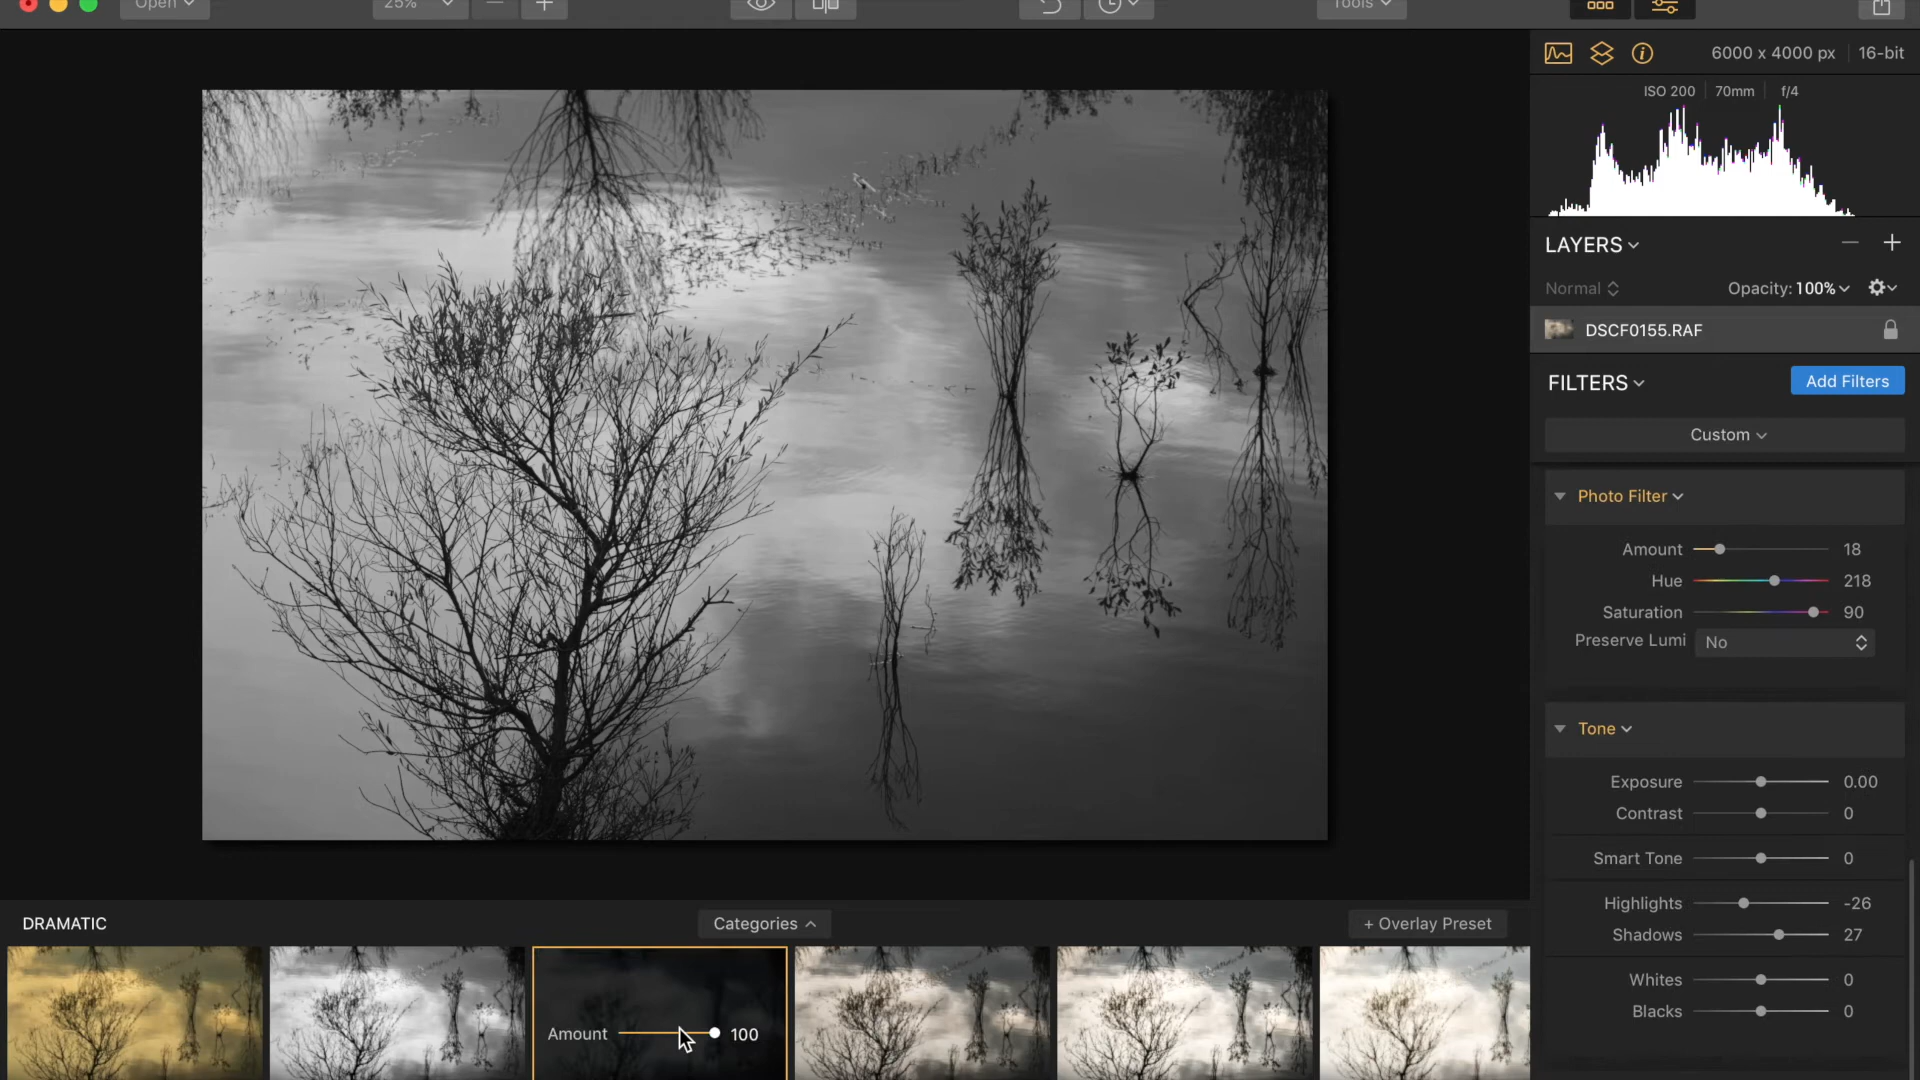 Open
25%
Tools
6000 x 4000 px
16-bit
ISO 200
70mm
f/4
LAYERS
Normal
Opacity: 100%
DSCF0155.RAF
FILTERS
Add Filters
Custom
Photo Filter
Amount 18
Hue 218
Saturation 90
Preserve Lumi No
Tone
Exposure 0.00
Contrast 0
Smart Tone 0
Highlights -26
Shadows 27
Whites 0
Blacks 0
DRAMATIC
Categories
+ Overlay Preset
Amount 100